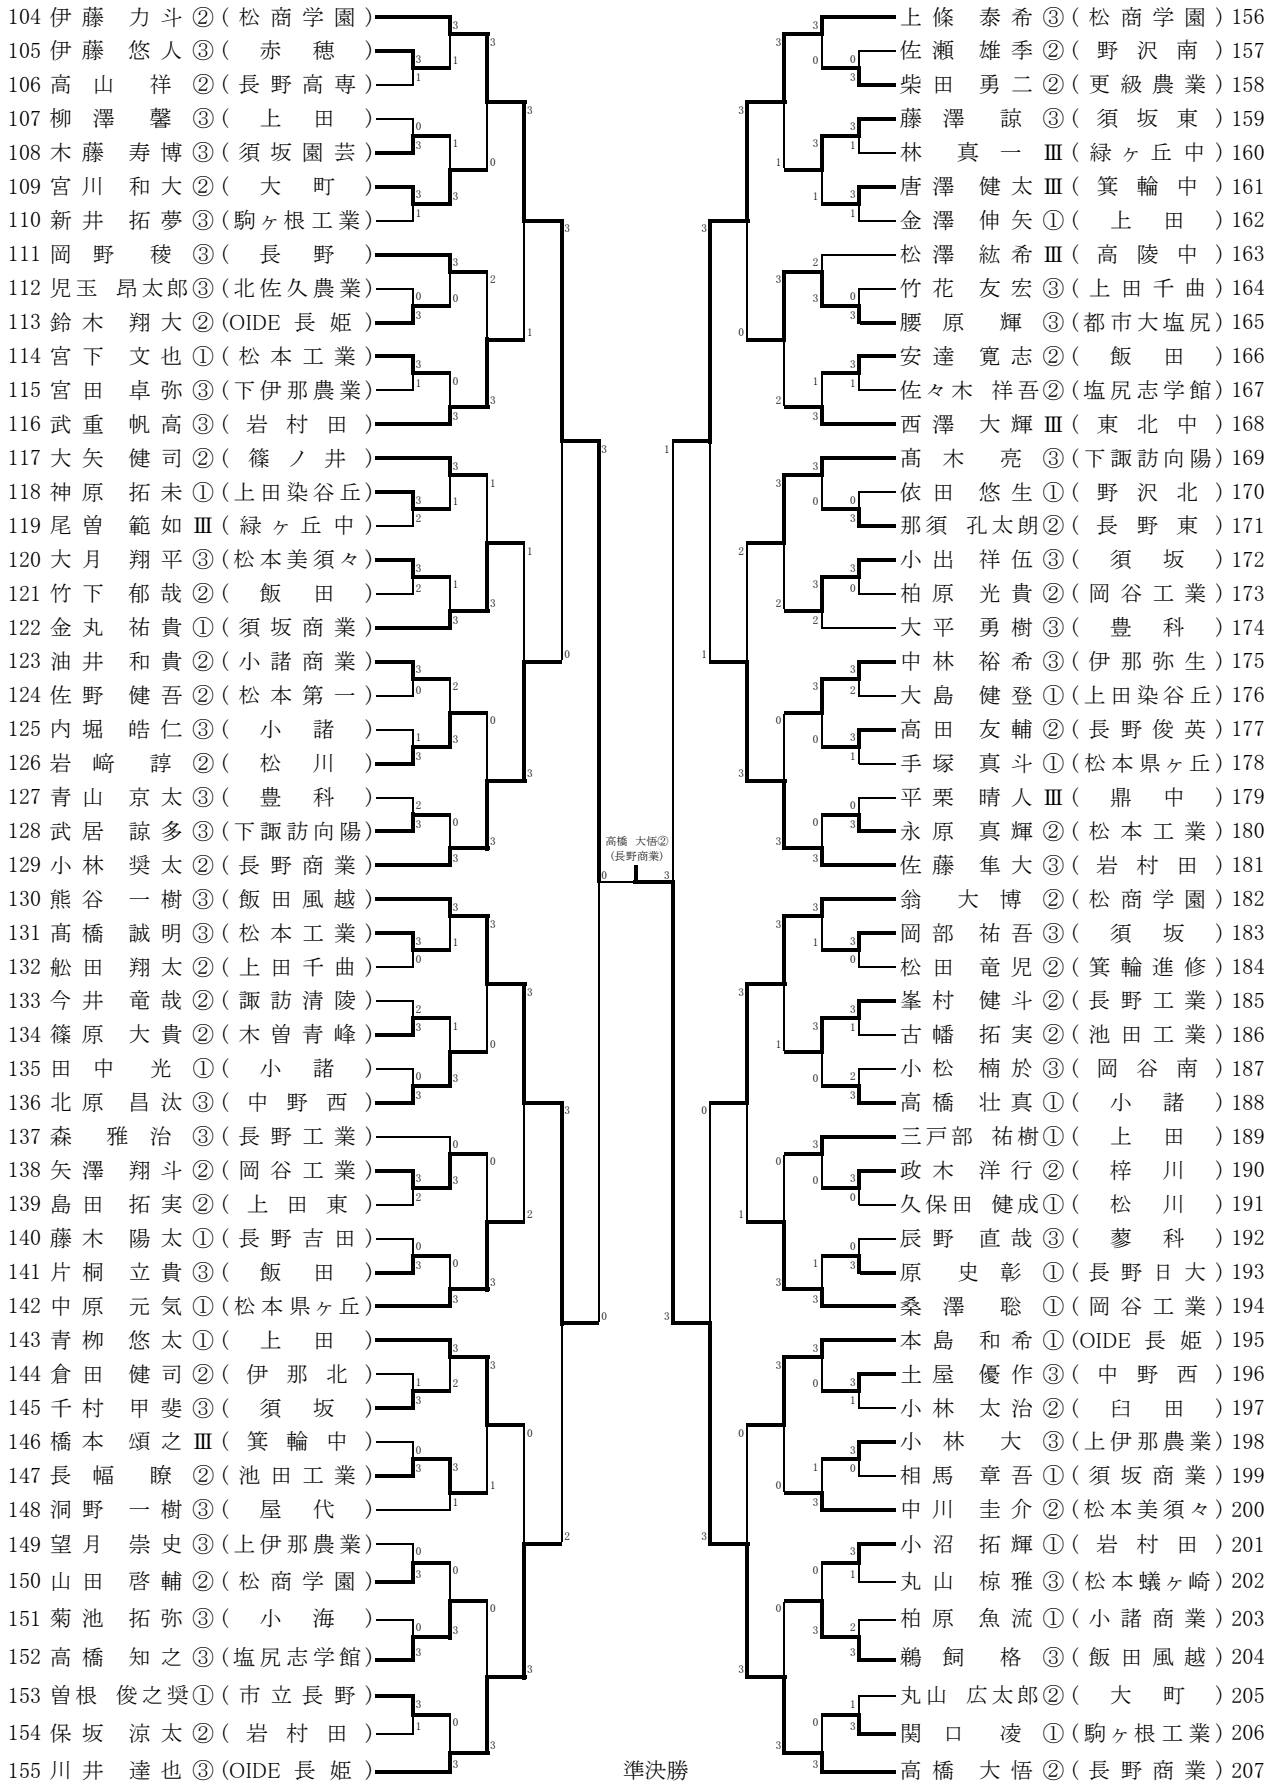 104 伊藤 力斗②(松商学園)
105 伊藤 悠人③(赤穂)
106 高山 祥②(長野高専)
107 柳澤 馨③(上田)
108 木藤 寿博③(須坂園芸)
109 宮川 和大②(大町)
110 新井 拓夢③(駒ヶ根工業)
111 岡野 稜③(長野)
112 児玉 昂太郎③(北佐久農業)
113 鈴木 翔大②(OIDE 長姫)
114 宮下 文也①(松本工業)
115 宮田 卓弥③(下伊那農業)
116 武重 帆高③(岩村田)
117 大矢 健司②(篠ノ井)
118 神原 拓未①(上田染谷丘)
119 尾曽 範如Ⅲ(緑ヶ丘中)
120 大月 翔平③(松本美須々)
121 竹下 郁哉②(飯田)
122 金丸 祐貴①(須坂商業)
123 油井 和貴②(小諸商業)
124 佐野 健吾②(松本第一)
125 内堀 皓仁③(小諸)
126 岩﨑 諄②(松川)
127 青山 京太③(豊科)
128 武居 諒多③(下諏訪向陽)
129 小林 奨太②(長野商業)
130 熊谷 一樹③(飯田風越)
131 髙橋 誠明③(松本工業)
132 舩田 翔太②(上田千曲)
133 今井 竜哉②(諏訪清陵)
134 篠原 大貴②(木曽青峰)
135 田中 光①(小諸)
136 北原 昌汰③(中野西)
137 森 雅治③(長野工業)
138 矢澤 翔斗②(岡谷工業)
139 島田 拓実②(上田東)
140 藤木 陽太①(長野吉田)
141 片桐 立貴③(飯田)
142 中原 元気①(松本県ヶ丘)
143 青栁 悠太①(上田)
144 倉田 健司②(伊那北)
145 千村 甲斐③(須坂)
146 橋本 頌之Ⅲ(箕輪中)
147 長幅 瞭②(池田工業)
148 洞野 一樹③(屋代)
149 望月 崇史③(上伊那農業)
150 山田 啓輔②(松商学園)
151 菊池 拓弥③(小海)
152 高橋 知之③(塩尻志学館)
153 曽根 俊之奨①(市立長野)
154 保坂 涼太②(岩村田)
155 川井 達也③(OIDE 長姫)
高橋 大悟②
(長野商業)
準決勝
上條 泰希③(松商学園)156
佐瀬 雄季②(野沢南)157
柴田 勇二②(更級農業)158
藤澤 諒③(須坂東)159
林 真一Ⅲ(緑ヶ丘中)160
唐澤 健太Ⅲ(箕輪中)161
金澤 伸矢①(上田)162
松澤 紘希Ⅲ(高陵中)163
竹花 友宏③(上田千曲)164
腰原 輝③(都市大塩尻)165
安達 寛志②(飯田)166
佐々木 祥吾②(塩尻志学館)167
西澤 大輝Ⅲ(東北中)168
髙木 亮③(下諏訪向陽)169
依田 悠生①(野沢北)170
那須 孔太朗②(長野東)171
小出 祥伍③(須坂)172
柏原 光貴②(岡谷工業)173
大平 勇樹③(豊科)174
中林 裕希③(伊那弥生)175
大島 健登①(上田染谷丘)176
高田 友輔②(長野俊英)177
手塚 真斗①(松本県ヶ丘)178
平栗 晴人Ⅲ(鼎中)179
永原 真輝②(松本工業)180
佐藤 隼大③(岩村田)181
翁 大博②(松商学園)182
岡部 祐吾③(須坂)183
松田 竜児②(箕輪進修)184
峯村 健斗②(長野工業)185
古幡 拓実②(池田工業)186
小松 楠於③(岡谷南)187
高橋 壮真①(小諸)188
三戸部 祐樹①(上田)189
政木 洋行②(梓川)190
久保田 健成①(松川)191
辰野 直哉③(蓼科)192
原 史彰①(長野日大)193
桑澤 聡①(岡谷工業)194
本島 和希①(OIDE 長姫)195
土屋 優作③(中野西)196
小林 太治②(臼田)197
小林 大③(上伊那農業)198
相馬 章吾①(須坂商業)199
中川 圭介②(松本美須々)200
小沼 拓輝①(岩村田)201
丸山 椋雅③(松本蟻ヶ崎)202
柏原 魚流①(小諸商業)203
鵜飼 格③(飯田風越)204
丸山 広太郎②(大町)205
関口 凌①(駒ヶ根工業)206
高橋 大悟②(長野商業)207